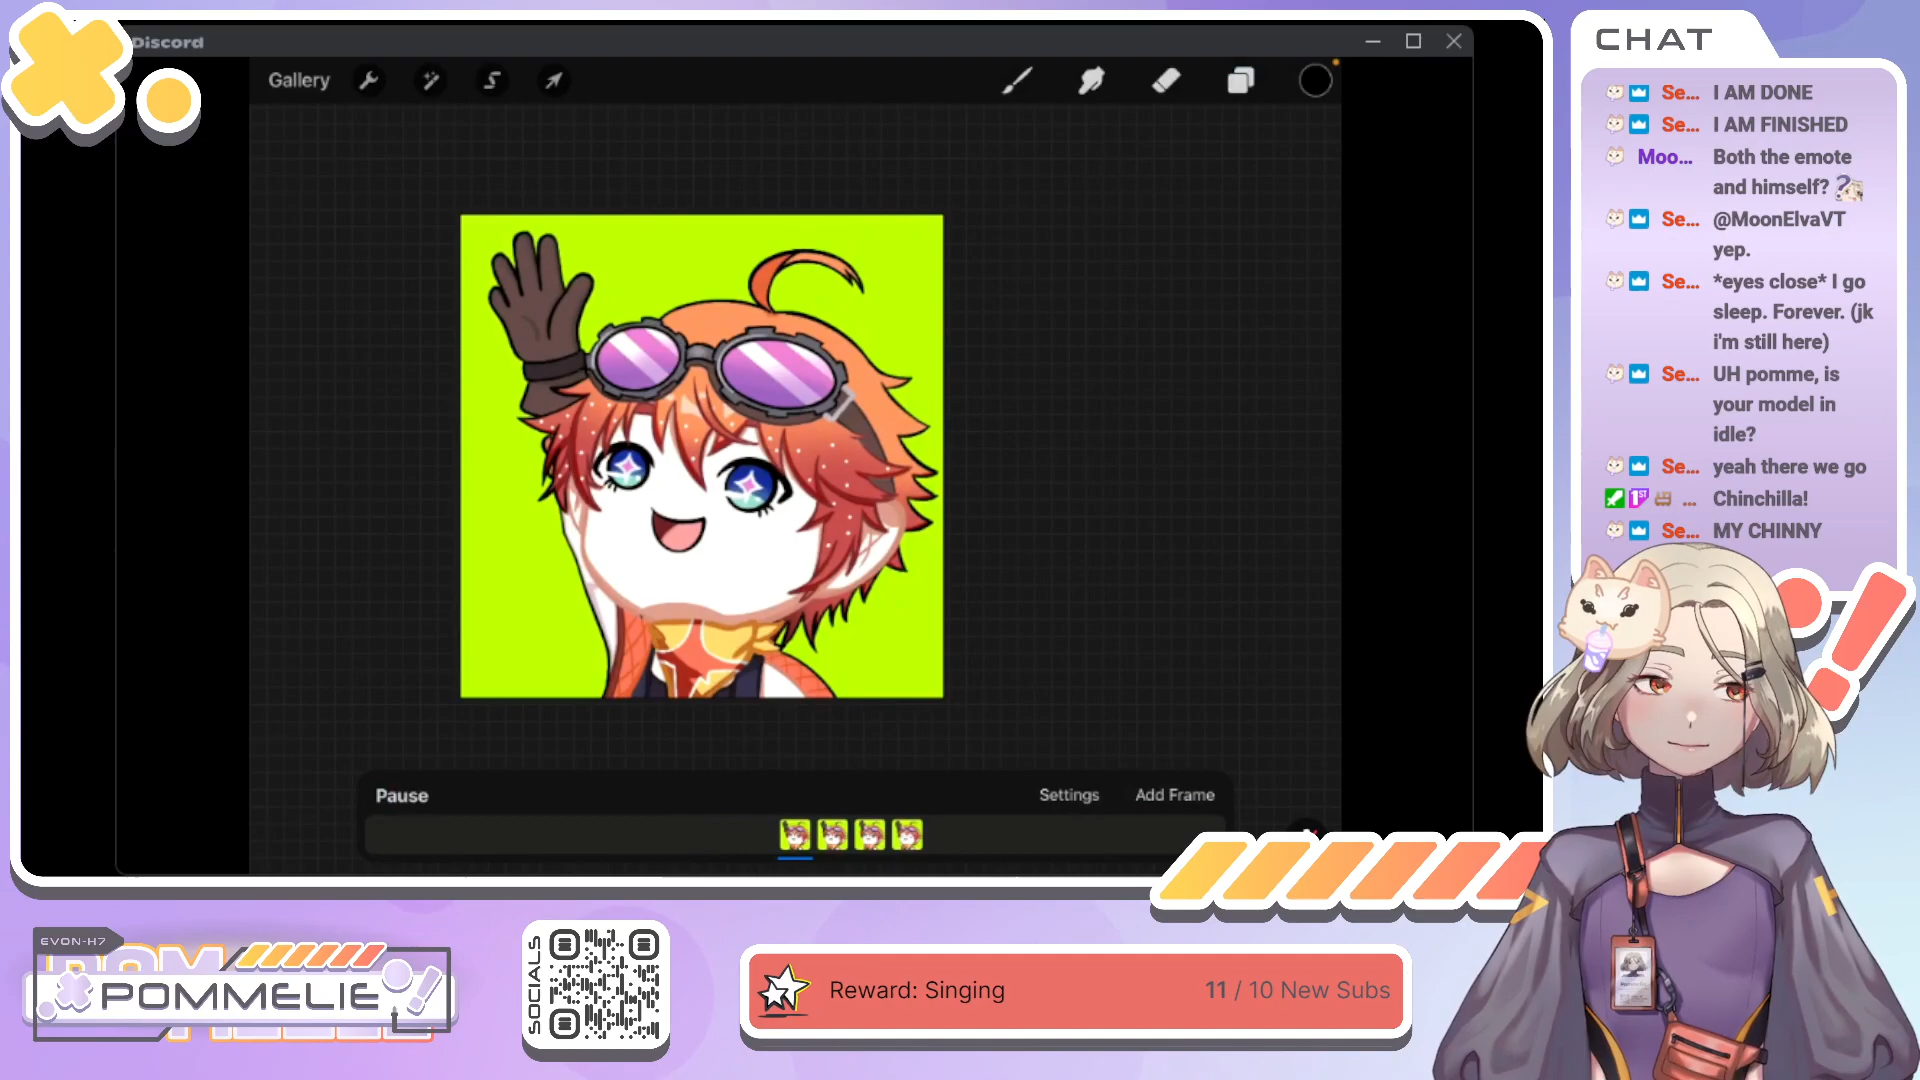 Discord
Gallery
Pause
Settings
Add Frame
CHAT
Se... I AM DONE
Se... I AM FINISHED
Moo... Both the emote
and himself?
Se... @MoonElvaVT
yep.
Se... *eyes close* I go
sleep. Forever. (jk
i'm still here)
Se... UH pomme, is
your model in
idle?
Se... yeah there we go
1ST ... Chinchilla!
Se... MY CHINNY
EVON-H7
POMMELIE
SOCIALS
Reward: Singing
11 / 10 New Subs